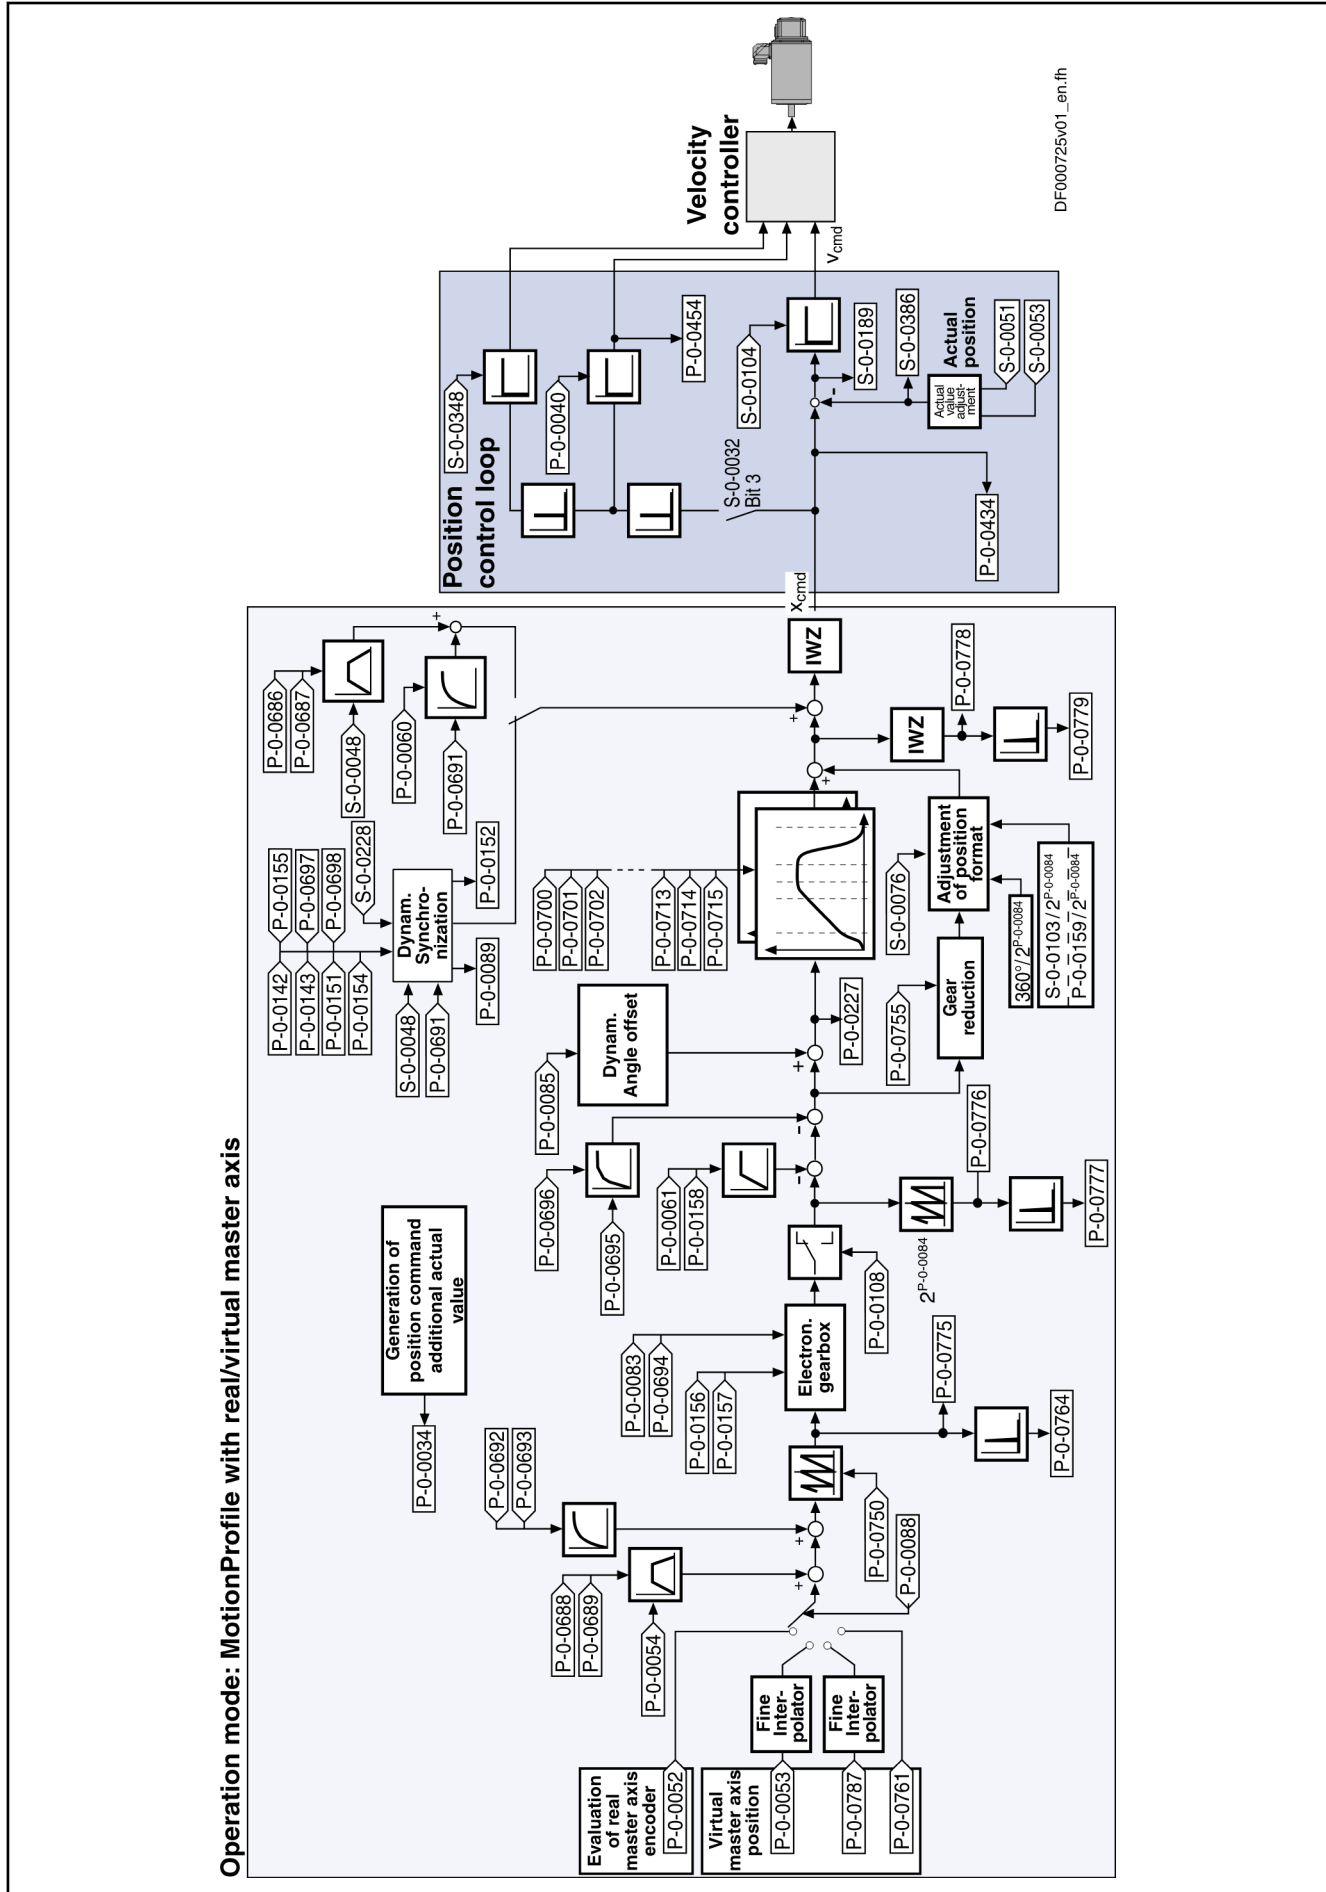 Operation mode: MotionProfile with real/virtual master axis
Evaluation
of real
master axis
encoder
P-0-0052
Virtual
master axis
position
P-0-0053
P-0-0787
P-0-0761
Fine
Inter-
polator
Fine
Inter-
polator
P-0-0088
P-0-0688
P-0-0689
P-0-0054
+
P-0-0692
P-0-0693
+
P-0-0750
P-0-0034
Generation of
position command
additional actual
value
P-0-0775
P-0-0764
P-0-0083
P-0-0694
P-0-0156
P-0-0157
Electron.
gearbox
P-0-0108
2^P-0-0084
P-0-0776
P-0-0777
P-0-0696
P-0-0695
P-0-0061
P-0-0158
-
-
P-0-0085
Dynam.
Angle offset
+
P-0-0227
P-0-0755
Gear
reduction
S-0-0076
Adjustment
of position
format
360°/2^P-0-0084
S-0-0103/2^P-0-0084
P-0-0159/2^P-0-0084
P-0-0700
P-0-0701
P-0-0702
P-0-0713
P-0-0714
P-0-0715
+
IWZ
P-0-0778
P-0-0779
P-0-0142
P-0-0143
P-0-0151
P-0-0154
P-0-0155
P-0-0697
P-0-0698
S-0-0228
S-0-0048
P-0-0691
Dynam.
Synchro-
nization
P-0-0089
P-0-0152
P-0-0686
P-0-0687
S-0-0048
P-0-0060
P-0-0691
+
+
IWZ
xcmd
Position
control loop
S-0-0348
P-0-0040
P-0-0454
S-0-0032
Bit 3
P-0-0434
S-0-0104
-
S-0-0189
S-0-0386
Actual
position
Actual
value
adjust-
ment
S-0-0051
S-0-0053
vcmd
Velocity
controller
DF000725v01_en.fh